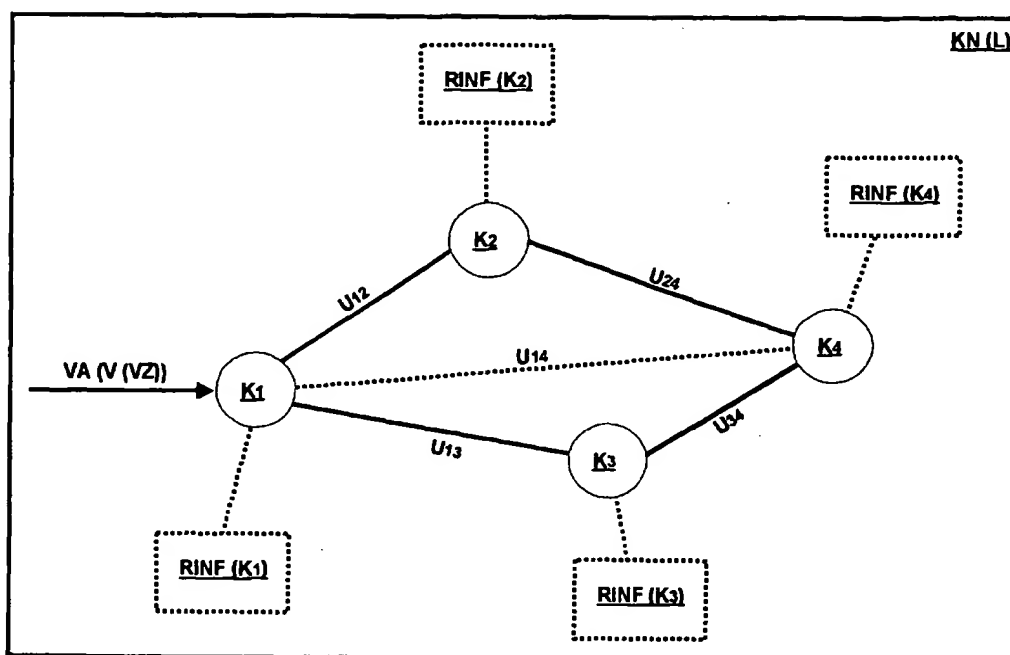 KN (L)
RINF (K2)
RINF (K4)
K2
U12
U24
K4
U14
VA (V (VZ))
K1
U34
U13
K3
RINF (K1)
RINF (K3)